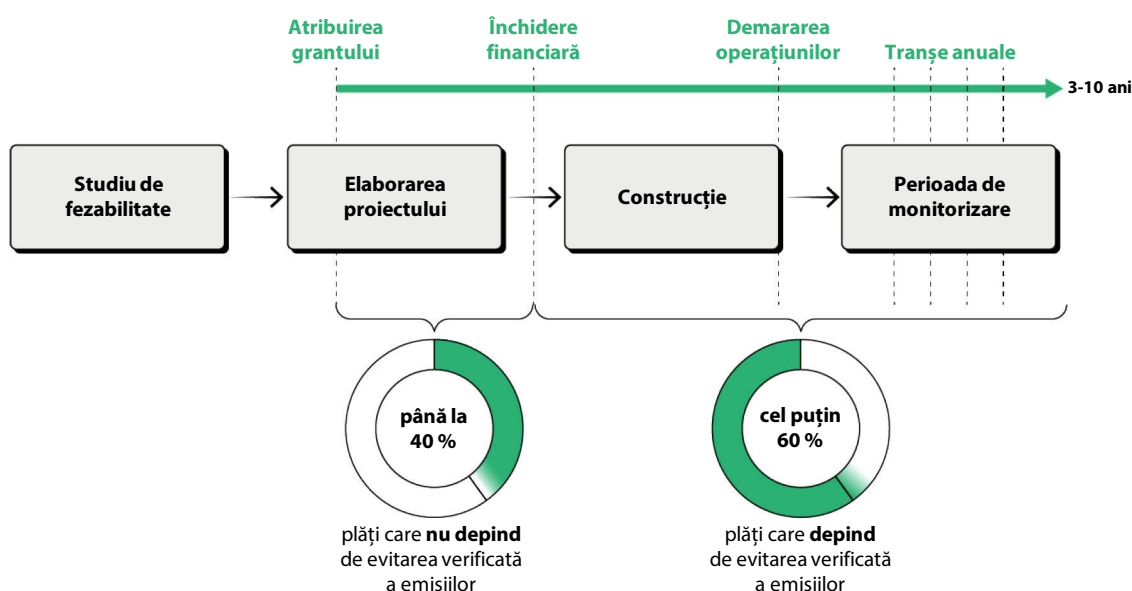 Atribuirea
grantului
Închidere
financiară
Demararea
operațiunilor
Tranșe anuale
3-10 ani
Studiu de
fezabilitate
Elaborarea
proiectului
Construcție
Perioada de
monitorizare
până la
40 %
cel puțin
60 %
plăți care nu depind
de evitarea verificată
a emisiilor
plăți care depind
de evitarea verificată
a emisiilor